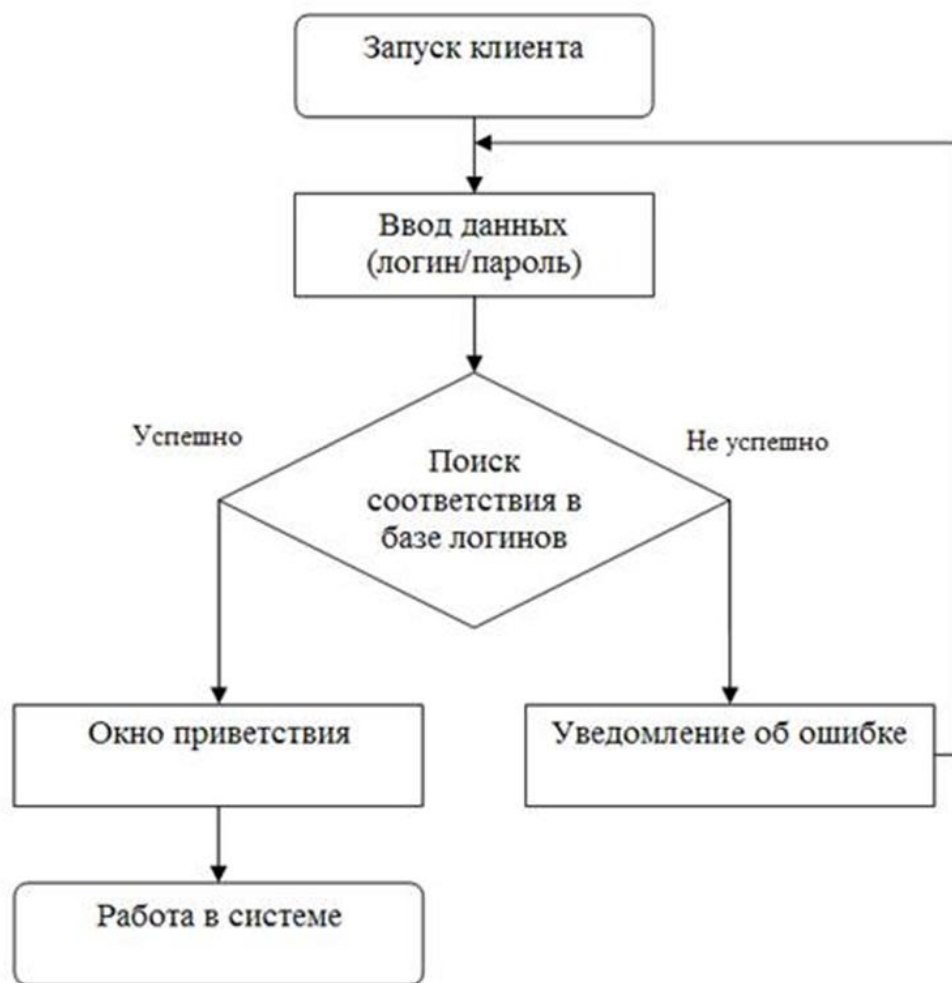 Запуск клиента
Ввод данных
(логин/пароль)
Успешно
Не успешно
Поиск
соответствия в
базе логинов
Окно приветствия
Уведомление об ошибке
Работа в системе